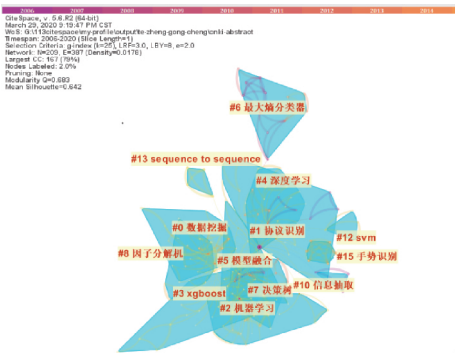 2006 2007 2008 2010 2011 2012 2013 2014
CiteSpace, v. 5.6.R2 (64-bit)
March 29, 2020 9:19:47 PM CST
Timespan: 2006-2020 (Slice Length=1)
Selection Criteria: g-index (k=25), LRF=3.0, LBY=8, e=2.0
Network: N=209, E=387 (Density=0.0178)
Largest CC: 167 (79%)
Nodes Labeled: 2.0%
Pruning: None
Modularity Q=0.683
Mean Silhouette=0.642
#6 最大熵分类器
#13 sequence to sequence
#4 深度学习
#0 数据挖掘
#1 协议识别
#12 svm
#8 因子分解机
#5 模型融合
#15 手势识别
#10 信息抽取
#3 xgboost
#7 决策树
#2 机器学习